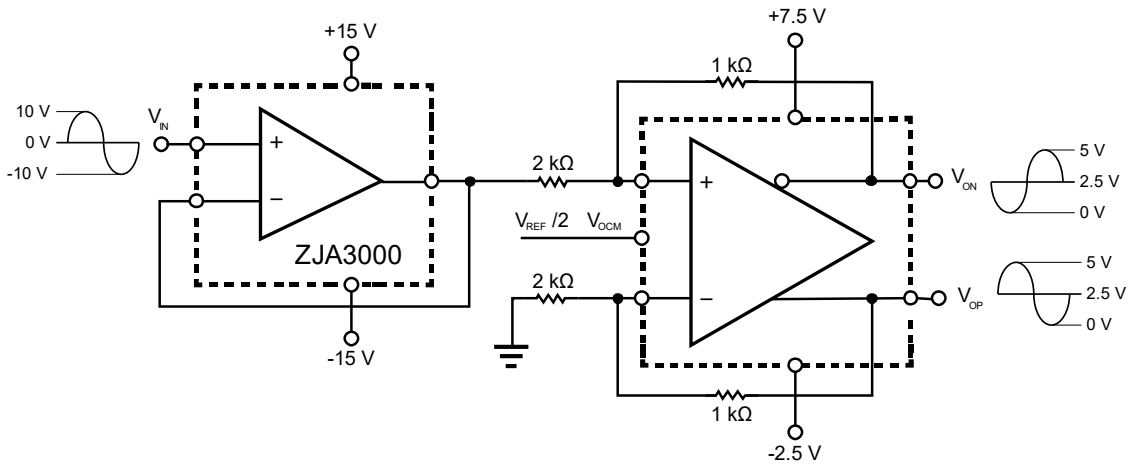 +15 V
+7.5 V
1 kΩ
10 V
0 V
-10 V
V_IN
+
−
ZJA3000
-15 V
2 kΩ
V_REF /2 V_OCM
2 kΩ
+
−
V_ON
5 V
2.5 V
0 V
V_OP
5 V
2.5 V
0 V
1 kΩ
-2.5 V